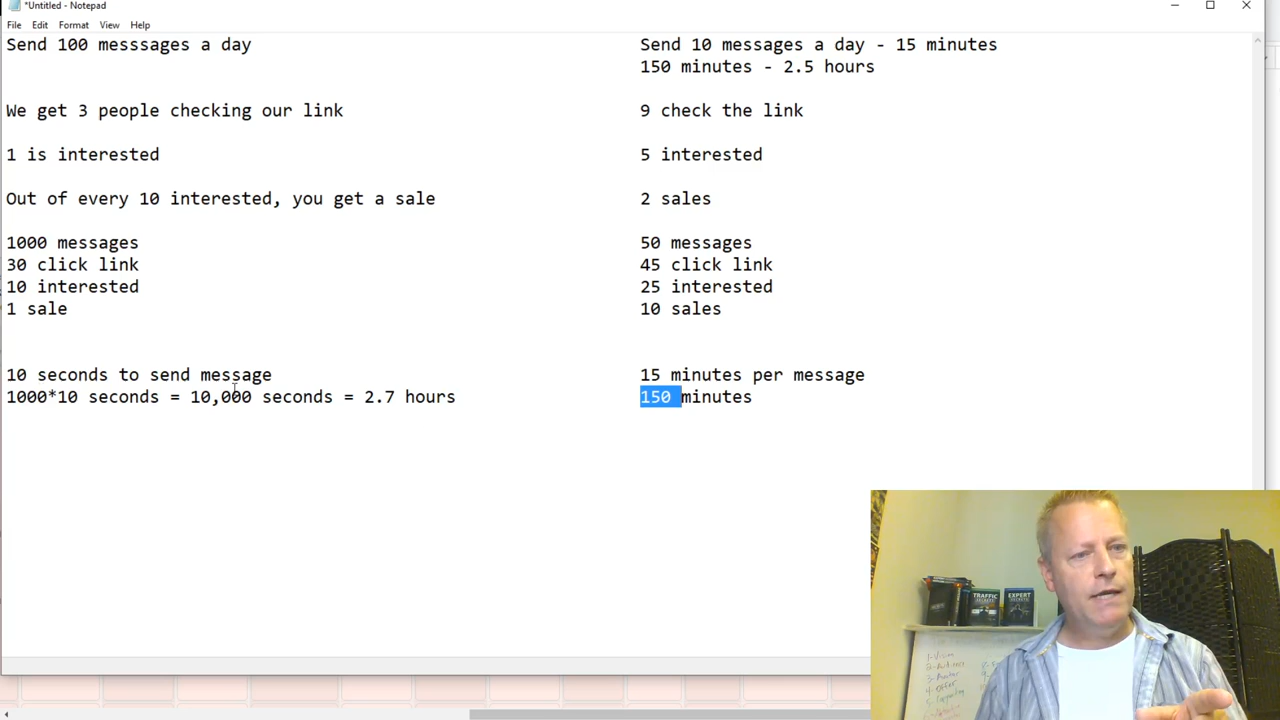 *Untitled - Notepad
File Edit Format View Help
Send 100 messsages a day
We get 3 people checking our link
1 is interested
Out of every 10 interested, you get a sale
1000 messages
30 click link
10 interested
1 sale
10 seconds to send message
1000*10 seconds = 10,000 seconds = 2.7 hours
Send 10 messages a day - 15 minutes
150 minutes - 2.5 hours
9 check the link
5 interested
2 sales
50 messages
45 click link
25 interested
10 sales
15 minutes per message
150 minutes
TRAFFIC
SECRETS
EXPERT
SECRETS